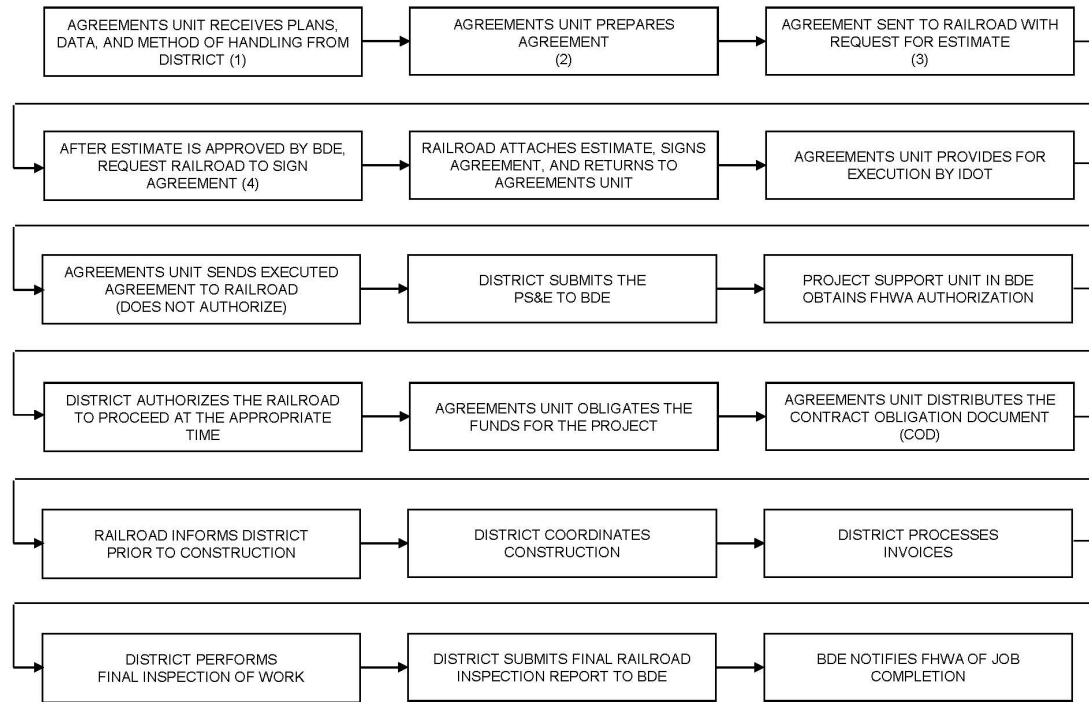 AGREEMENTS UNIT RECEIVES PLANS,
DATA, AND METHOD OF HANDLING FROM
DISTRICT (1)
AGREEMENTS UNIT PREPARES
AGREEMENT
(2)
AGREEMENT SENT TO RAILROAD WITH
REQUEST FOR ESTIMATE
(3)
AFTER ESTIMATE IS APPROVED BY BDE,
REQUEST RAILROAD TO SIGN
AGREEMENT (4)
RAILROAD ATTACHES ESTIMATE, SIGNS
AGREEMENT, AND RETURNS TO
AGREEMENTS UNIT
AGREEMENTS UNIT PROVIDES FOR
EXECUTION BY IDOT
AGREEMENTS UNIT SENDS EXECUTED
AGREEMENT TO RAILROAD
(DOES NOT AUTHORIZE)
DISTRICT SUBMITS THE
PS&E TO BDE
PROJECT SUPPORT UNIT IN BDE
OBTAINS FHWA AUTHORIZATION
DISTRICT AUTHORIZES THE RAILROAD
TO PROCEED AT THE APPROPRIATE
TIME
AGREEMENTS UNIT OBLIGATES THE
FUNDS FOR THE PROJECT
AGREEMENTS UNIT DISTRIBUTES THE
CONTRACT OBLIGATION DOCUMENT
(COD)
RAILROAD INFORMS DISTRICT
PRIOR TO CONSTRUCTION
DISTRICT COORDINATES
CONSTRUCTION
DISTRICT PROCESSES
INVOICES
DISTRICT PERFORMS
FINAL INSPECTION OF WORK
DISTRICT SUBMITS FINAL RAILROAD
INSPECTION REPORT TO BDE
BDE NOTIFIES FHWA OF JOB
COMPLETION